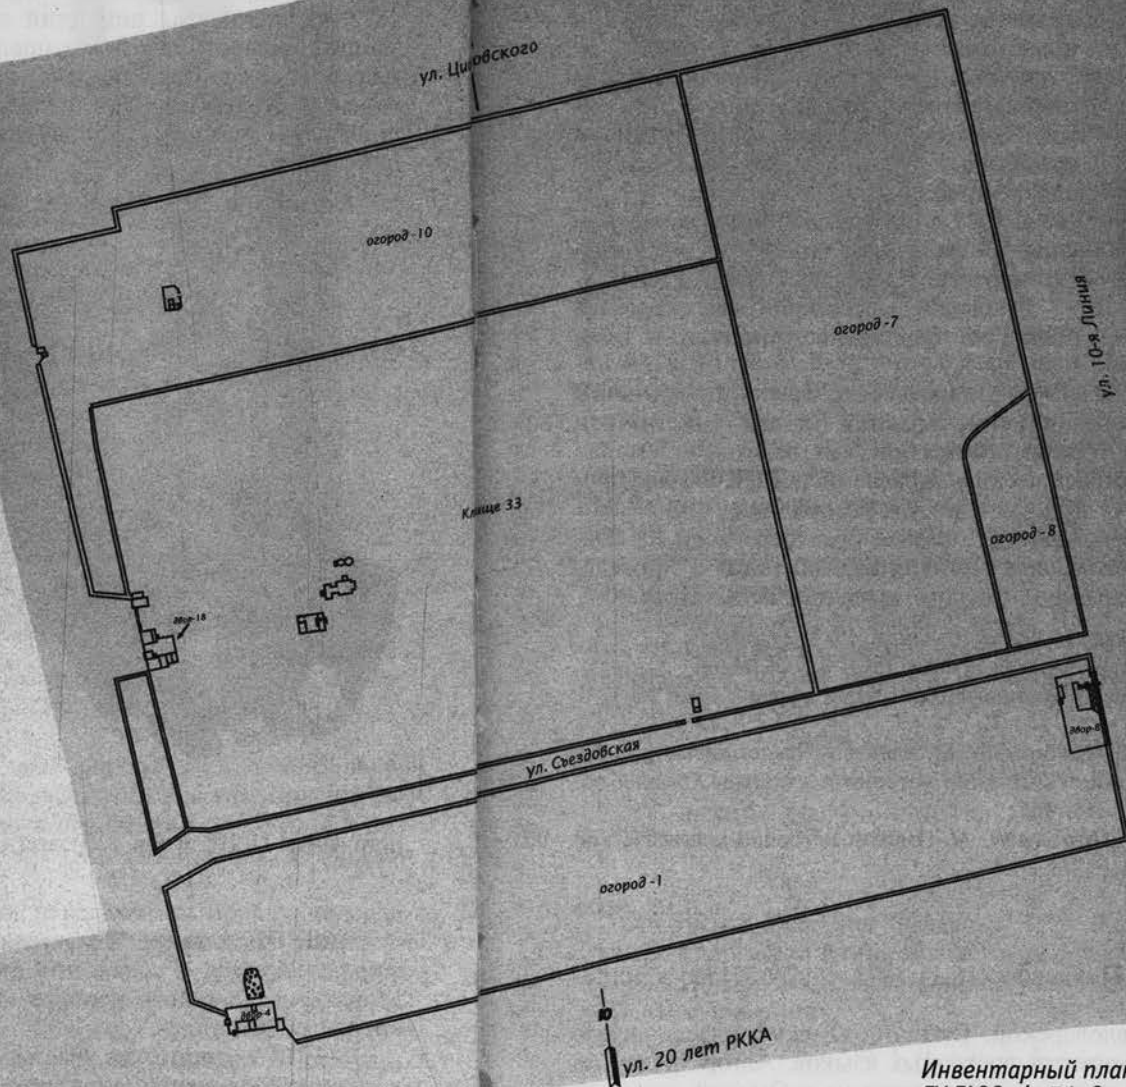 ул. Циовского
огород-10
огород-7
ул. 10-я Линия
Клище 33
огород-8
двор-18
двор-8
ул. Съездовская
огород-1
двор-4
Ю
ул. 20 лет РККА
Инвентарный план